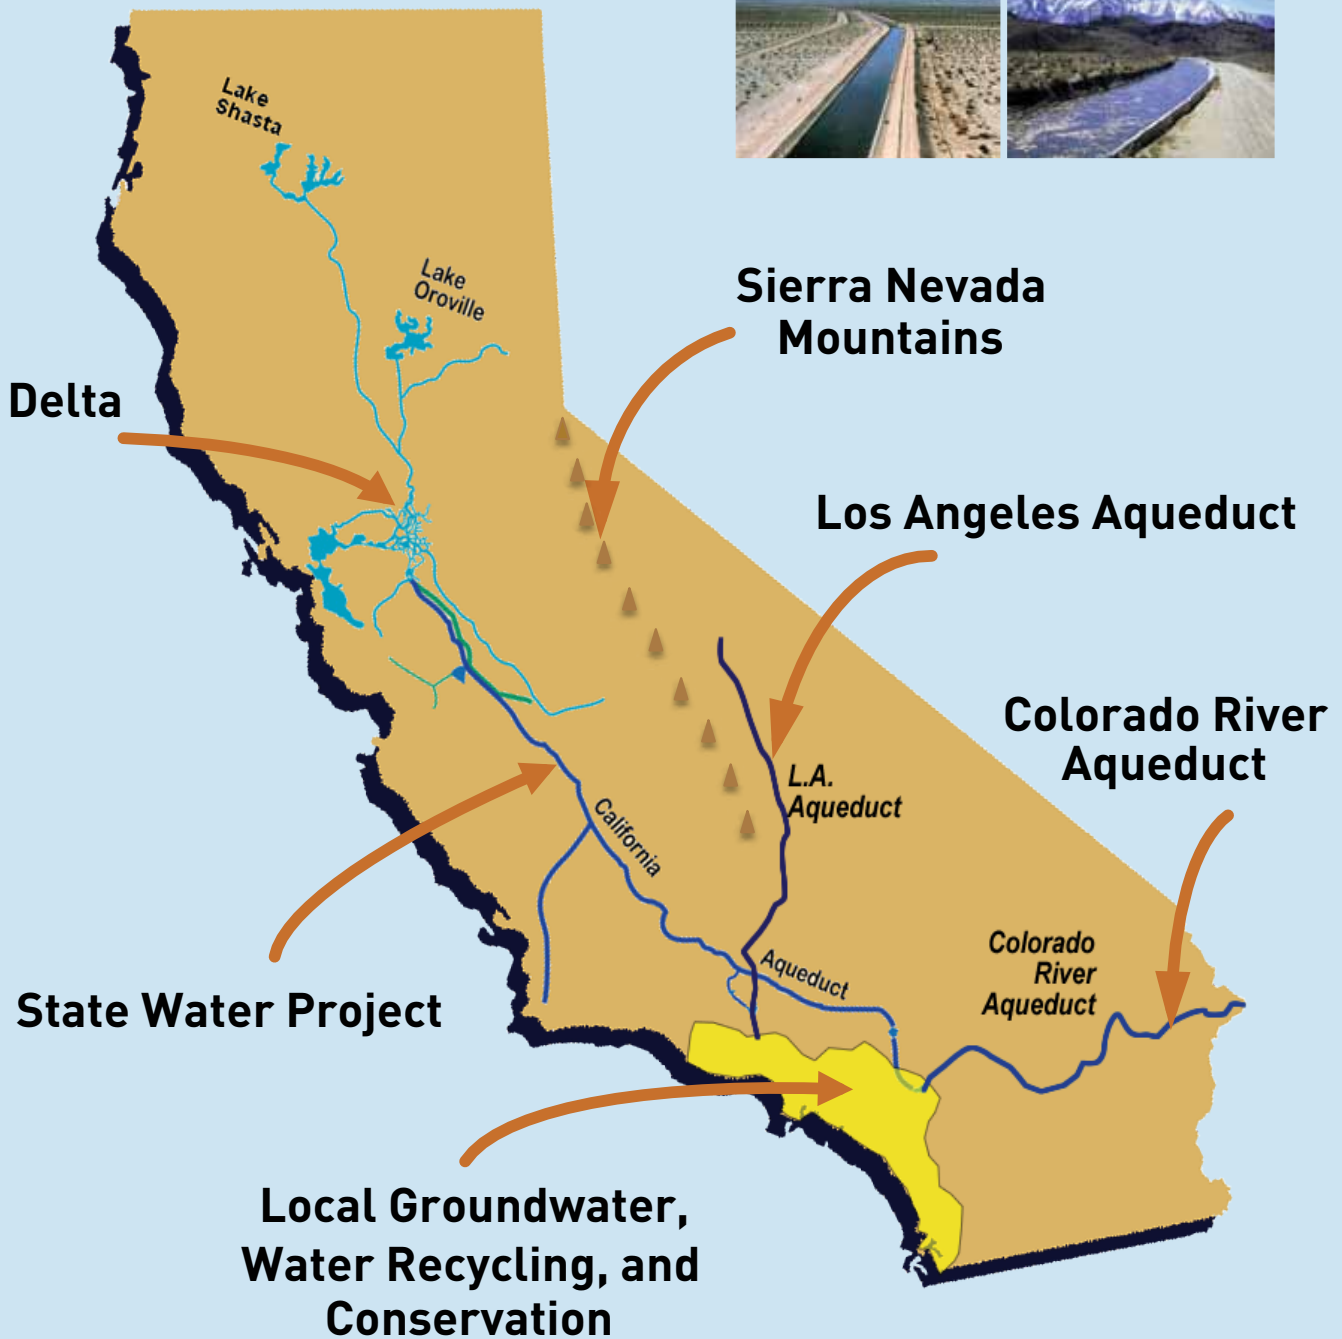 Lake
Shasta
Lake
Oroville
Sierra Nevada
Mountains
Delta
Los Angeles Aqueduct
Colorado River
Aqueduct
L.A.
Aqueduct
California
Aqueduct
Colorado
River
Aqueduct
State Water Project
Local Groundwater,
Water Recycling, and
Conservation